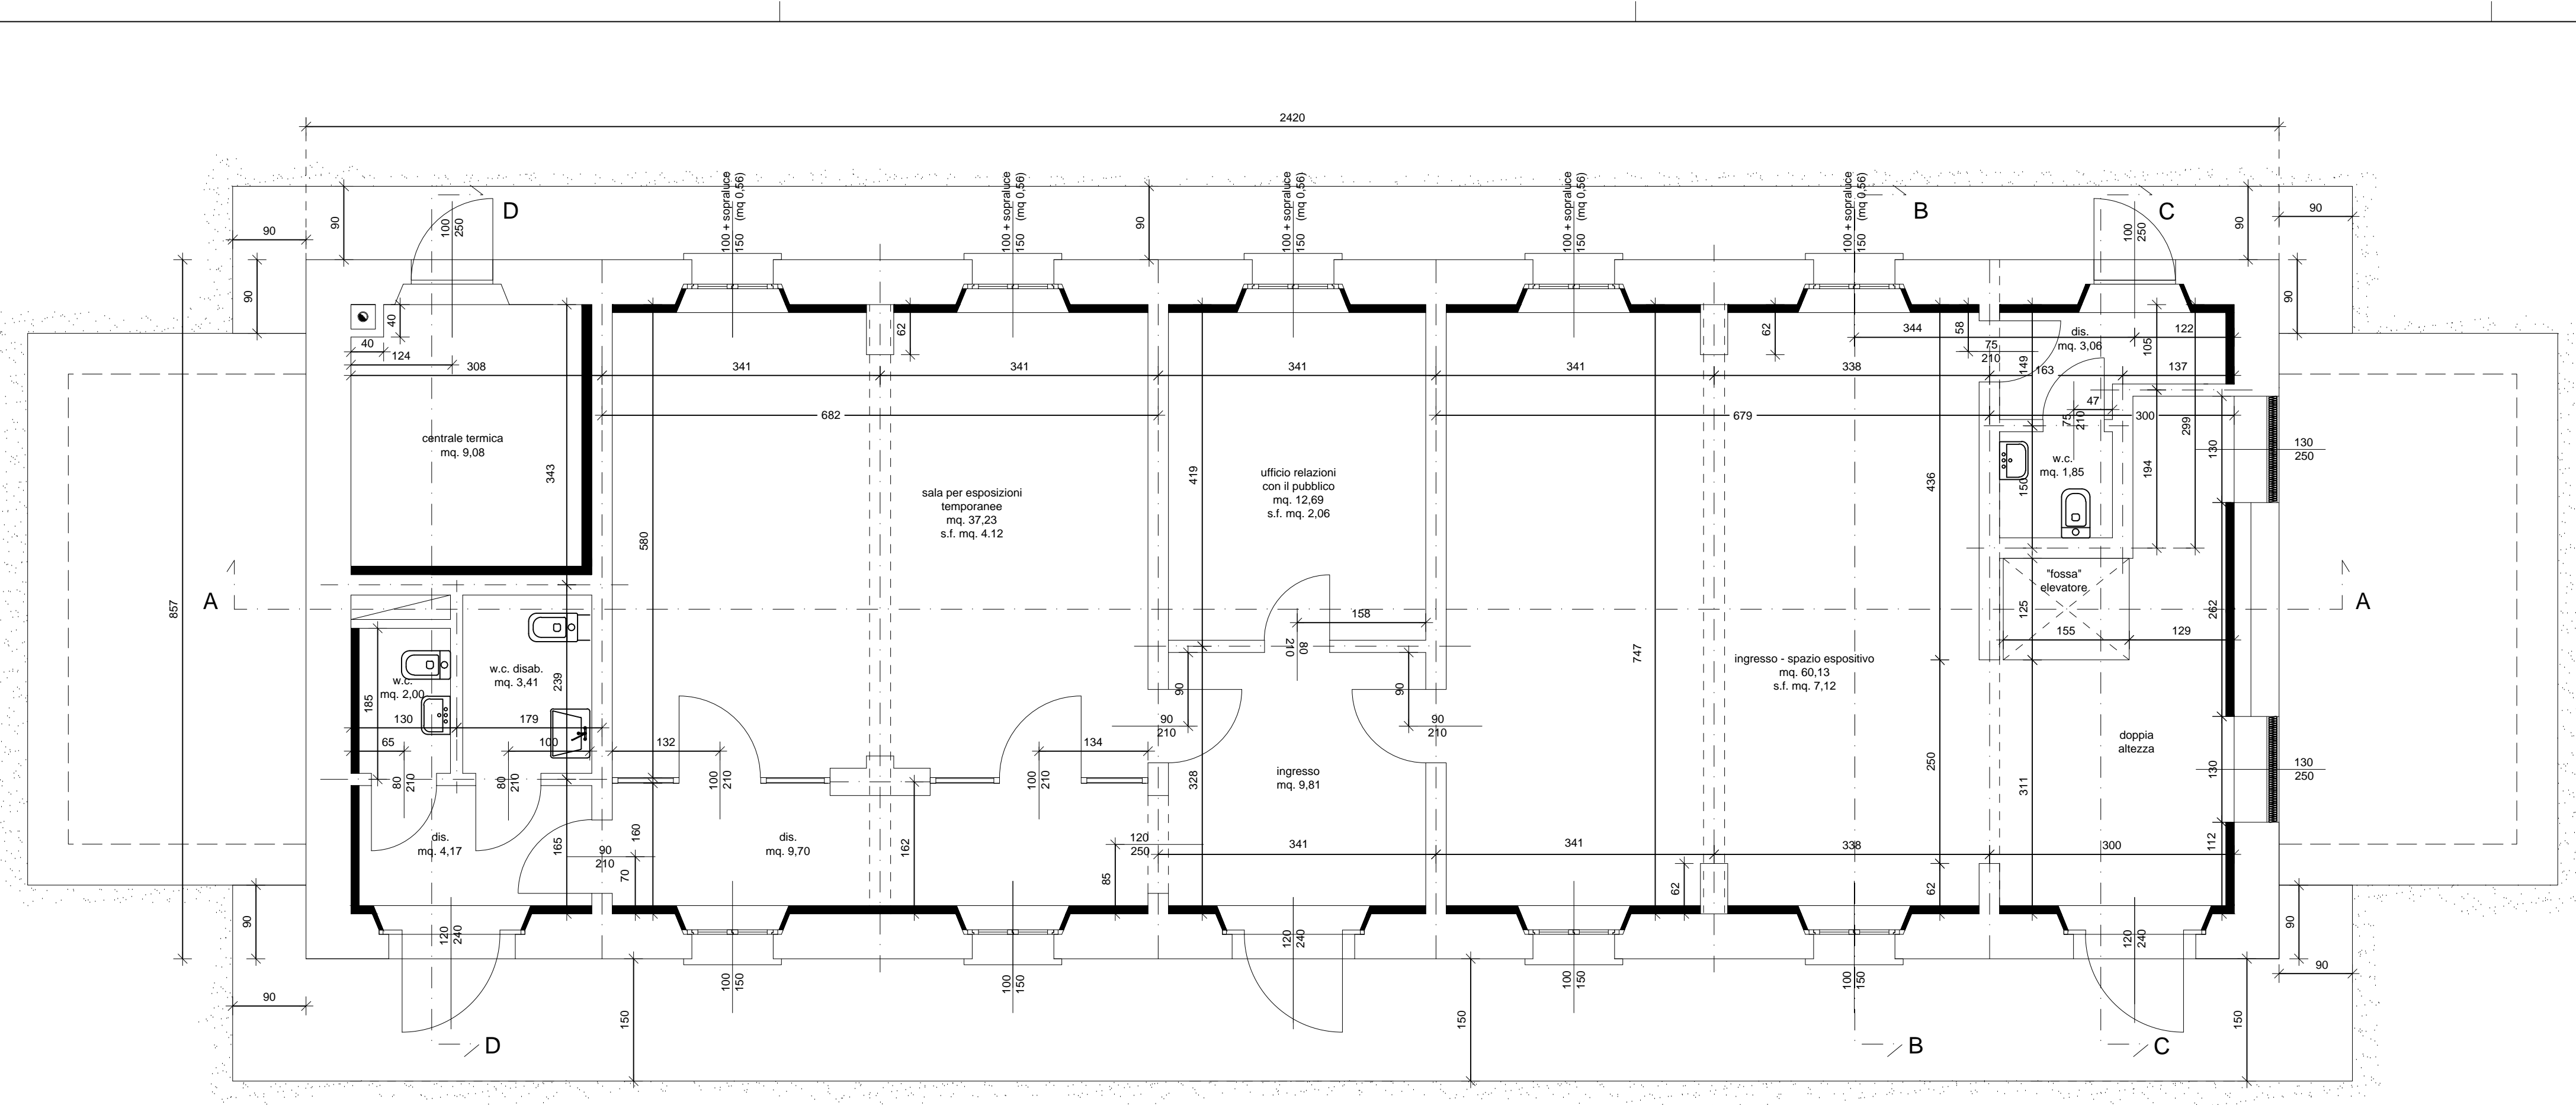 2420
100 + sopraluce
150
(mq 0,56)
100 + sopraluce
150
(mq 0,56)
100 + sopraluce
150
(mq 0,56)
100 + sopraluce
150
(mq 0,56)
100 + sopraluce
150
(mq 0,56)
D
B
C
90
90
90
90
90
90
90
90
100
250
100
250
40
40
124
308
341
341
341
341
338
62
62
344
58
75
210
149
163
dis.
mq. 3,06
105
122
137
682
679
47
75
210
300
299
centrale termica
mq. 9,08
343
580
sala per esposizioni
temporanee
mq. 37,23
s.f. mq. 4.12
419
ufficio relazioni
con il pubblico
mq. 12,69
s.f. mq. 2,06
436
w.c.
mq. 1,85
150
194
130
130
250
857
A
A
"fossa"
elevatore
125
155
129
262
158
80
210
747
ingresso - spazio espositivo
mq. 60,13
s.f. mq. 7,12
w.c.
mq. 2,00
w.c. disab.
mq. 3,41
239
185
130
179
65
100
132
134
80
210
80
210
100
210
100
210
90
90
210
90
90
210
328
ingresso
mq. 9,81
250
311
doppia
altezza
130
130
250
112
dis.
mq. 4,17
165
90
210
160
70
dis.
mq. 9,70
162
120
250
85
341
341
338
300
62
62
90
90
90
90
120
240
120
240
120
240
100
150
100
150
100
150
100
150
150
150
150
D
B
C